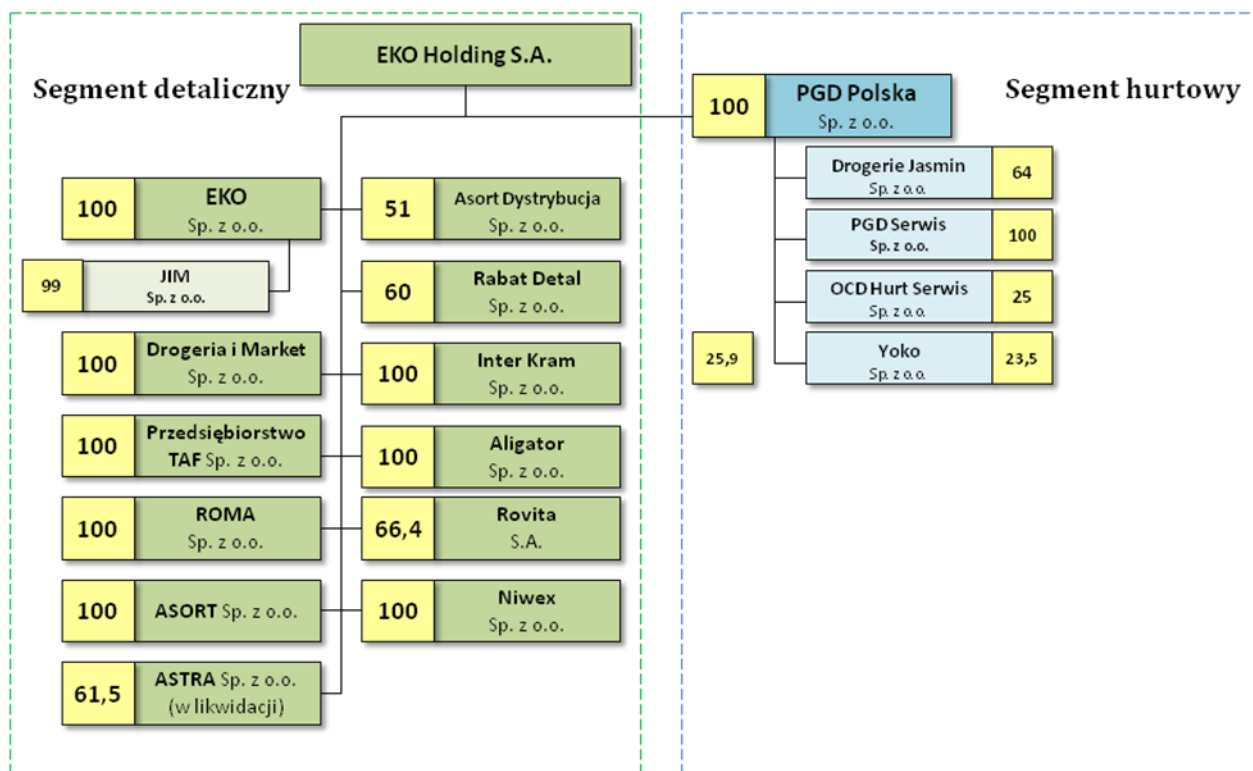 EKO Holding S.A.
Segment detaliczny
100
EKO
Sp. z o.o.
99
JIM
Sp. z o.o.
100
Drogeria i Market
Sp. z o.o.
100
Przedsiębiorstwo
TAF Sp. z o.o.
100
ROMA
Sp. z o.o.
100
ASORT Sp. z o.o.
61,5
ASTRA Sp. z o.o.
(w likwidacji)
51
Asort Dystrybucja
Sp. z o.o.
60
Rabat Detal
Sp. z o.o.
100
Inter Kram
Sp. z o.o.
100
Aligator
Sp. z o.o.
66,4
Rovita
S.A.
100
Niwex
Sp. z o.o.
Segment hurtowy
100
PGD Polska
Sp. z o.o.
Drogerie Jasmin
Sp. z o.o.
64
PGD Serwis
Sp. z o.o.
100
OCD Hurt Serwis
Sp. z o.o.
25
25,9
Yoko
Sp. z o.o.
23,5